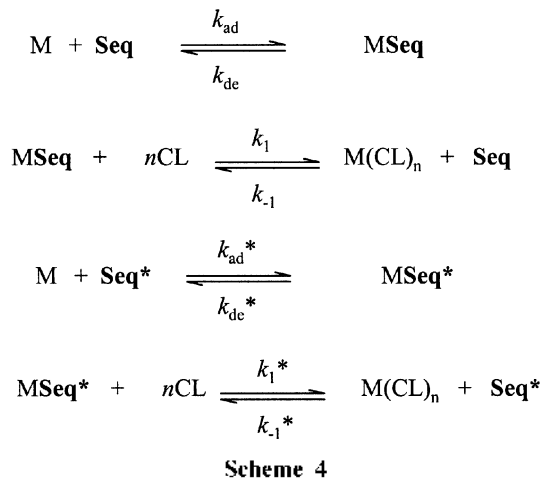 k_ad
M + Seq ⇌ MSeq
k_de
k_1
MSeq + nCL ⇌ M(CL)_n + Seq
k_-1
k_ad*
M + Seq* ⇌ MSeq*
k_de*
k_1*
MSeq* + nCL ⇌ M(CL)_n + Seq*
k_-1*
Scheme 4